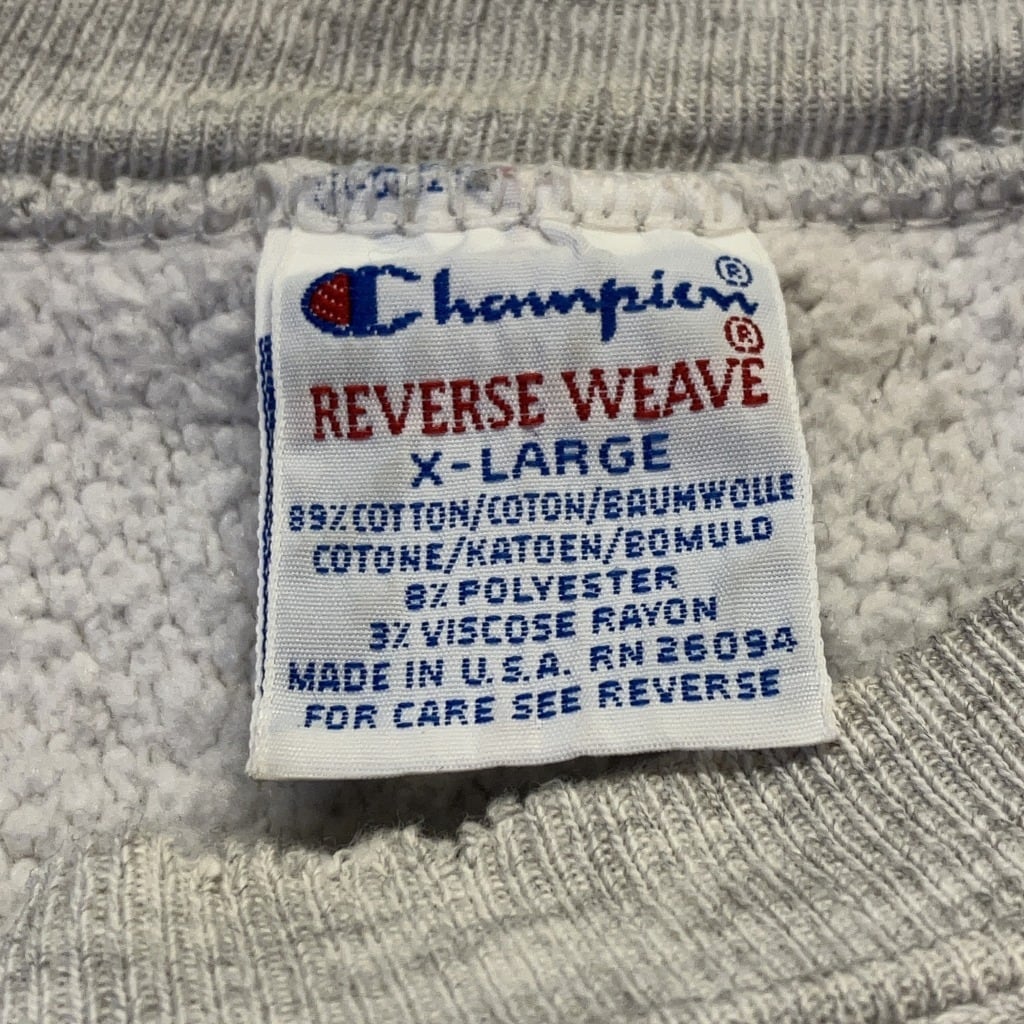 Champion®
REVERSE WEAVE®
X-LARGE
89% COTTON/COTON/BAUMWOLLE
COTONE/KATOEN/BOMULD
8% POLYESTER
3% VISCOSE RAYON
MADE IN U.S.A. RN 26094
FOR CARE SEE REVERSE